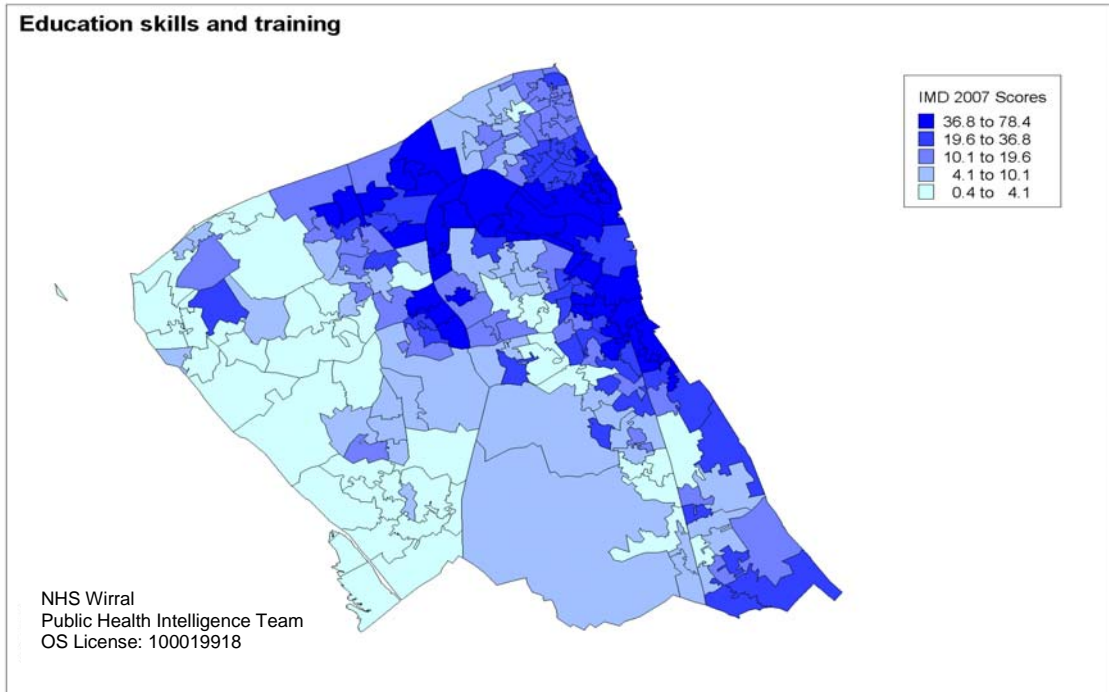 Education skills and training
IMD 2007 Scores
36.8 to 78.4
19.6 to 36.8
10.1 to 19.6
4.1 to 10.1
0.4 to 4.1
NHS Wirral
Public Health Intelligence Team
OS License: 100019918